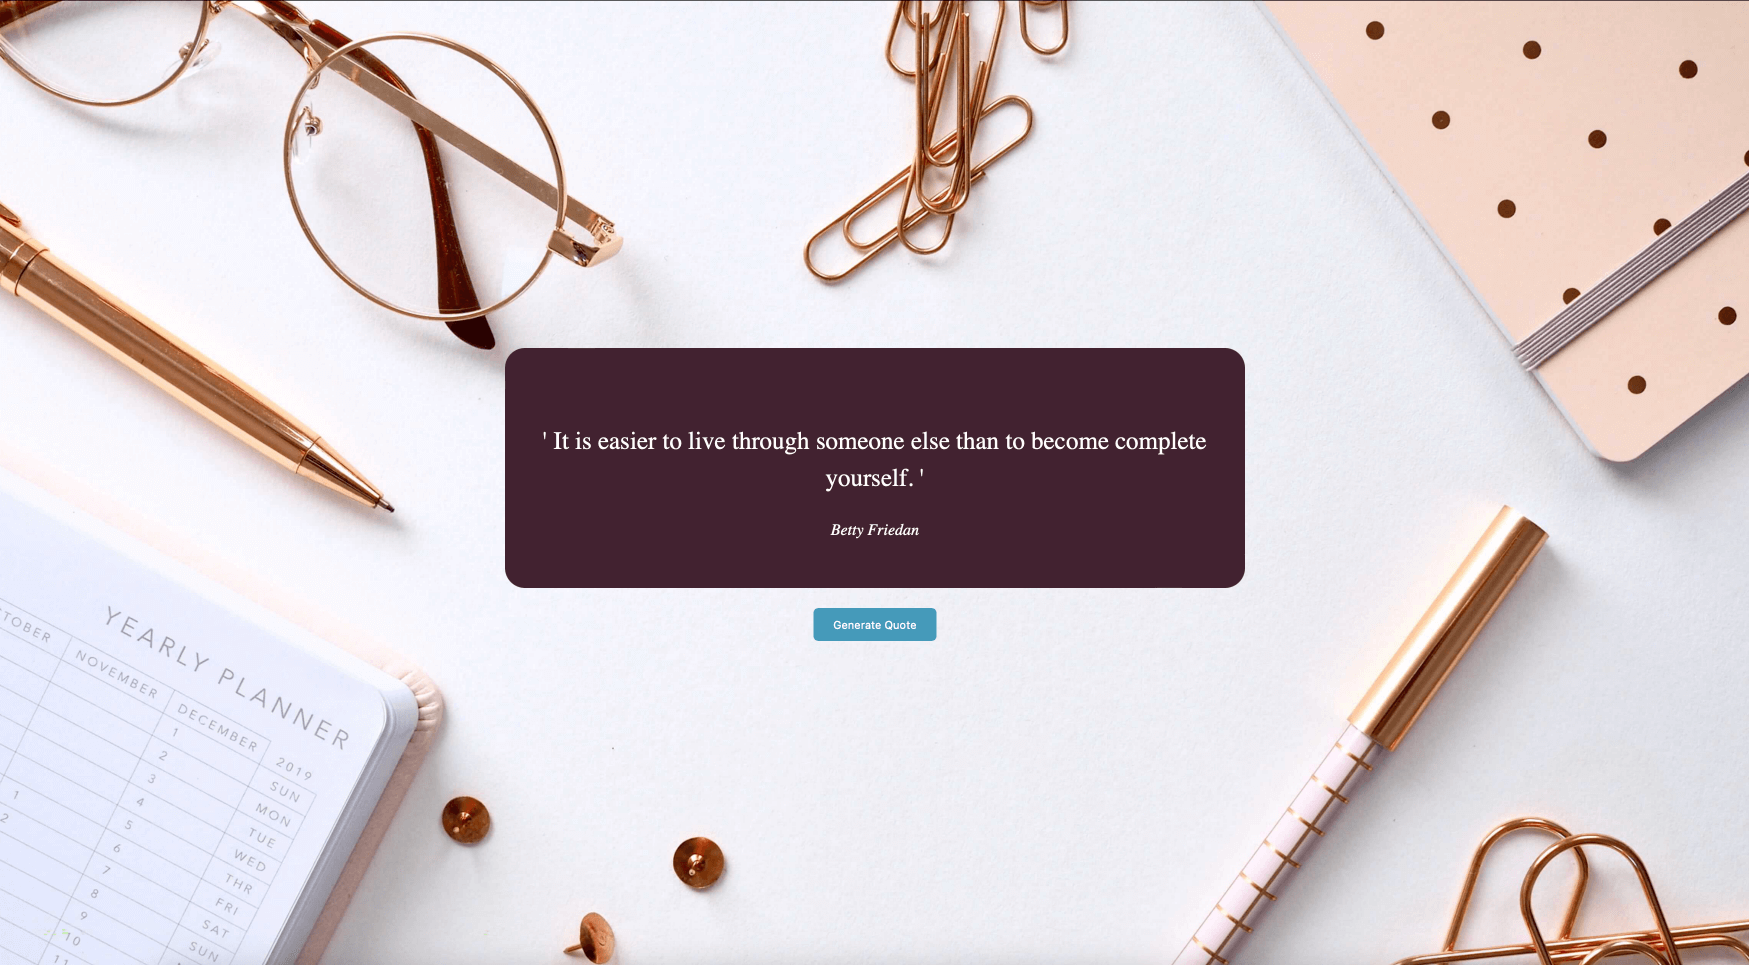 ' It is easier to live through someone else than to become complete
yourself. '
Betty Friedan
Generate Quote
YEARLY PLANNER
NOVEMBER
DECEMBER
2019
1
2
3
4
5
6
7
8
9
10
11
1
2
SUN
MON
TUE
WED
THR
FRI
SAT
SUN